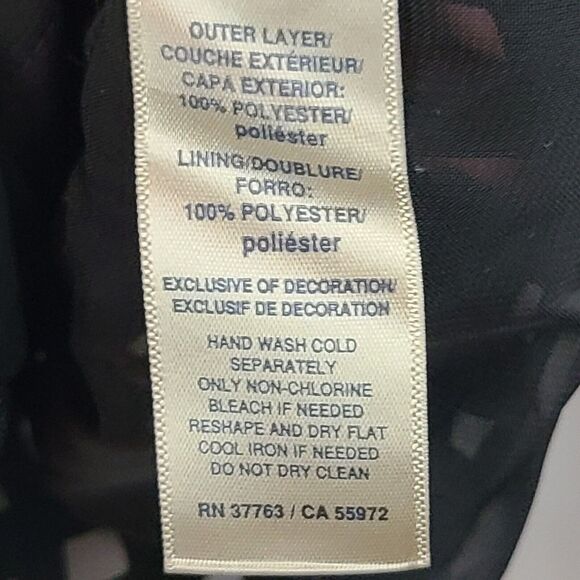 OUTER LAYER/
COUCHE EXTÉRIEUR/
CAPA EXTERIOR:
100% POLYESTER/
poliéster
LINING/DOUBLURE/
FORRO:
100% POLYESTER/
poliéster
EXCLUSIVE OF DECORATION/
EXCLUSIF DE DECORATION
HAND WASH COLD
SEPARATELY
ONLY NON-CHLORINE
BLEACH IF NEEDED
RESHAPE AND DRY FLAT
COOL IRON IF NEEDED
DO NOT DRY CLEAN
RN 37763 / CA 55972